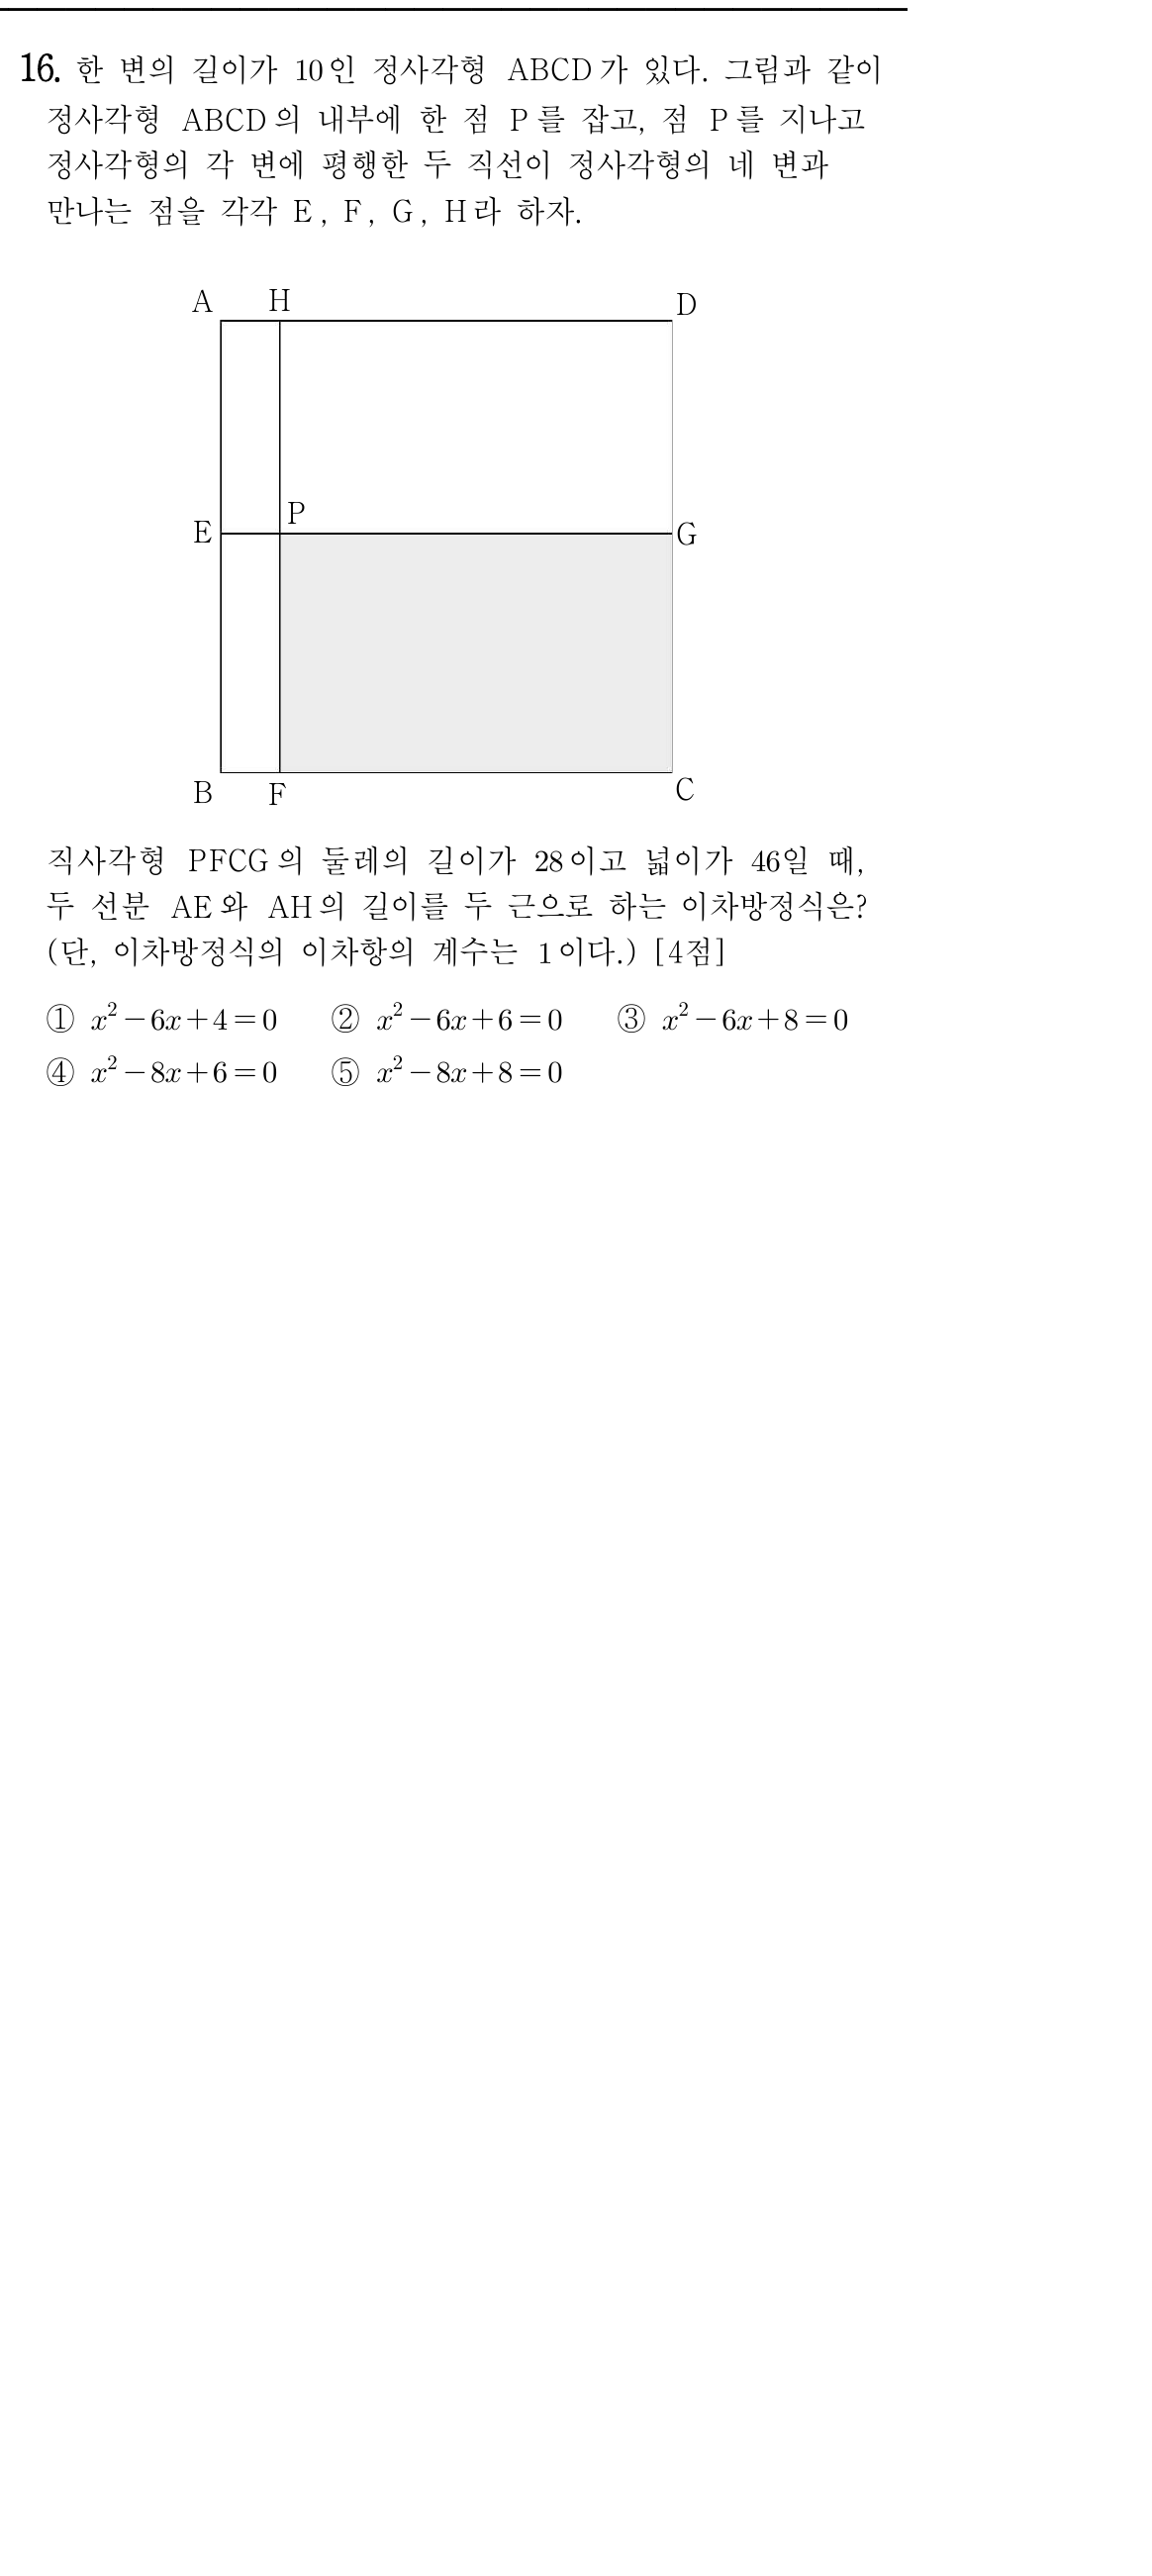 16. 한 변의 길이가 10인 정사각형 ABCD가 있다. 그림과 같이
정사각형 ABCD의 내부에 한 점 P를 잡고, 점 P를 지나고
정사각형의 각 변에 평행한 두 직선이 정사각형의 네 변과
만나는 점을 각각 E, F, G, H라 하자.
A H D
P
E G
B F C
직사각형 PFCG의 둘레의 길이가 28이고 넓이가 46일 때,
두 선분 AE와 AH의 길이를 두 근으로 하는 이차방정식은?
(단, 이차방정식의 이차항의 계수는 1이다.) [4점]
① x²-6x+4=0 ② x²-6x+6=0 ③ x²-6x+8=0
④ x²-8x+6=0 ⑤ x²-8x+8=0